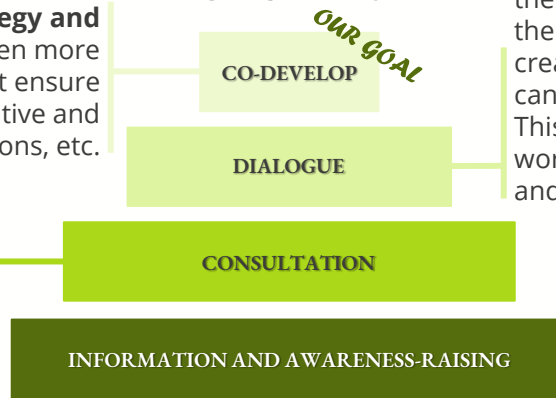 egy and
en more
t ensure
tive and
ons, etc.
OUR GOAL
CO-DEVELOP
DIALOGUE
the
crea
can
This
wor
and
CONSULTATION
INFORMATION AND AWARENESS-RAISING